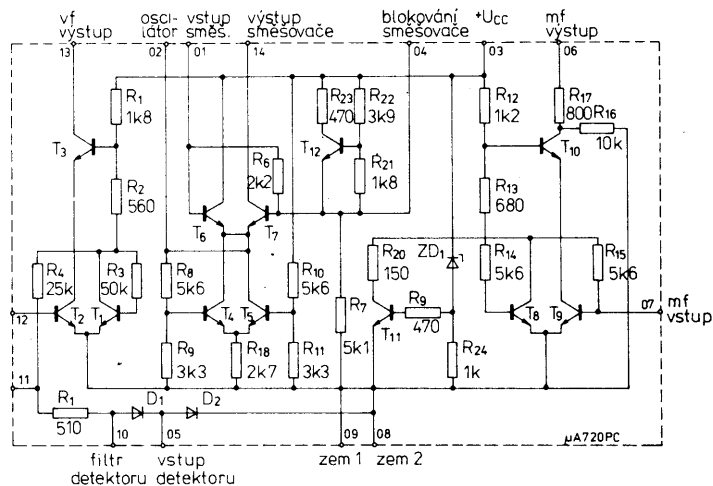 vf
výstup
osci-
látor
vstup
směš.
výstup
směšovače
blokování
směšovače
+UCC
mf
výstup
13
02
01
14
04
03
06
R1
1k8
R23
470
R22
3k9
R12
1k2
R17
800
R16
10k
T3
T12
T10
R6
2k2
R21
1k8
R2
560
R13
680
T6
T7
R4
25k
R3
50k
R8
5k6
R10
5k6
R20
150
ZD1
R14
5k6
R15
5k6
T2
T1
T4
T5
R7
5k1
T11
R9
470
T8
T9
07
mf
vstup
12
R9
3k3
R18
2k7
R11
3k3
R24
1k
11
R1
510
D1
D2
10
05
09
08
µA720PC
filtr
detektoru
vstup
detektoru
zem 1
zem 2